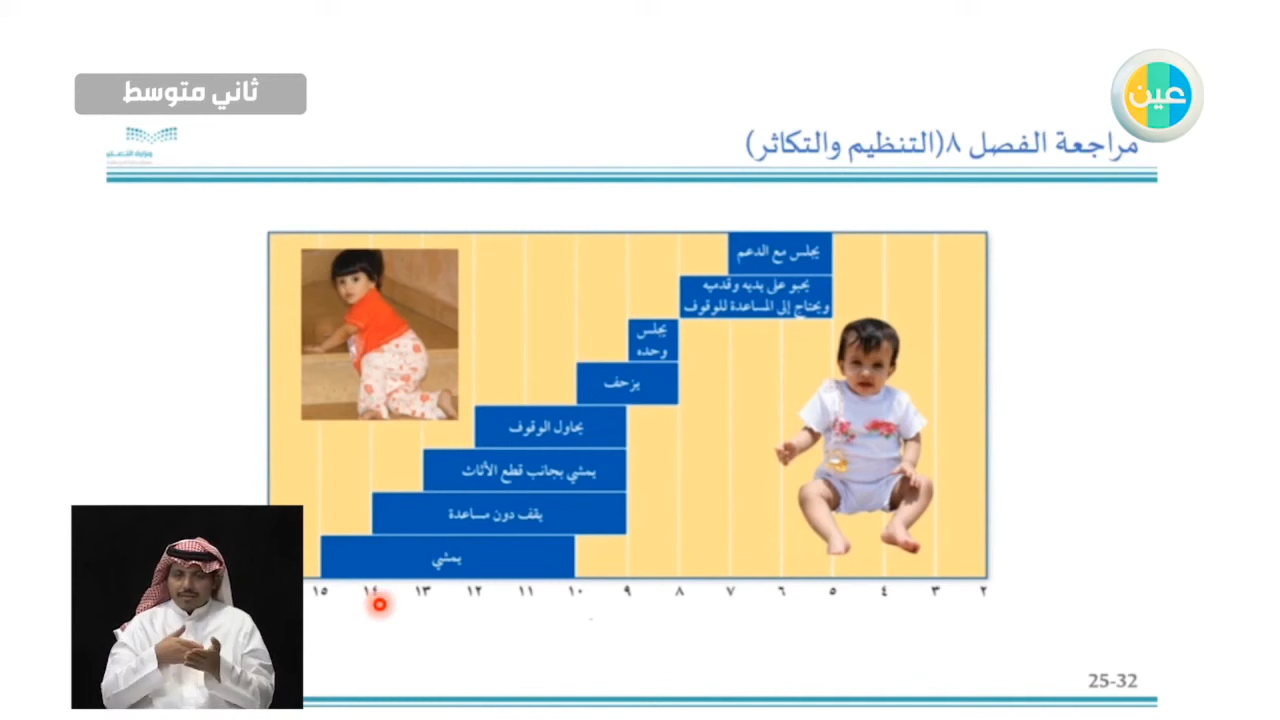 ثاني متوسط
عين
مراجعة الفصل ٨(التنظيم والتكاثر)
يجلس مع الدعم
يحبو على يديه وقدميه
ويحتاج إلى المساعدة للوقوف
يجلس
وحده
يزحف
يحاول الوقوف
يمشي بجانب قطع الأثاث
يقف دون مساعدة
يمشي
٢ ٣ ٤ ٥ ٦ ٧ ٨ ٩ ١٠ ١١ ١٢ ١٣ ١٤ ١٥
25-32